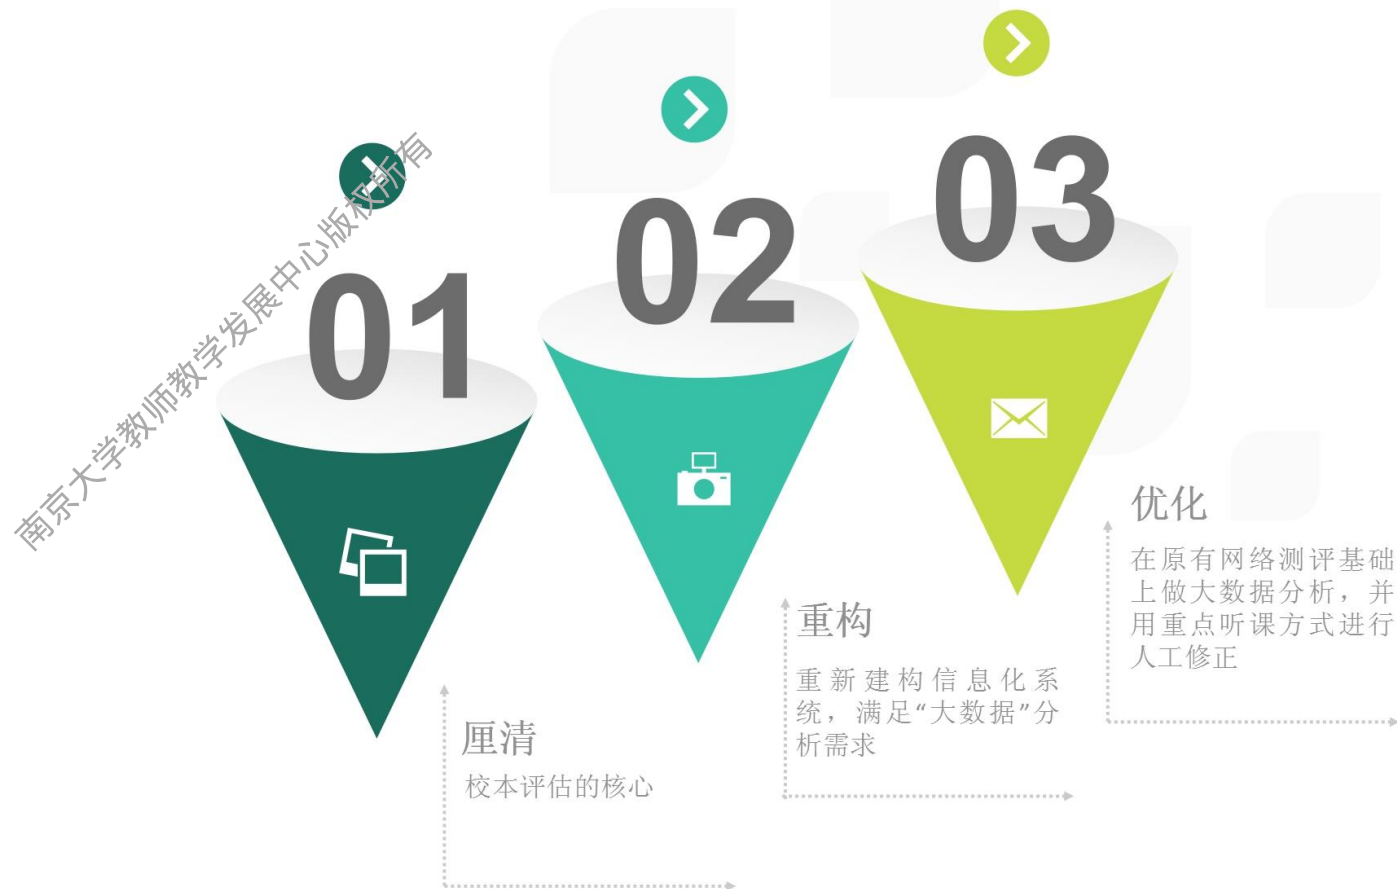 01
厘清
校本评估的核心
02
重构
重新建构信息化系
统，满足“大数据”分
析需求
03
优化
在原有网络测评基础
上做大数据分析，并
用重点听课方式进行
人工修正
南京大学教师教学发展中心版权所有